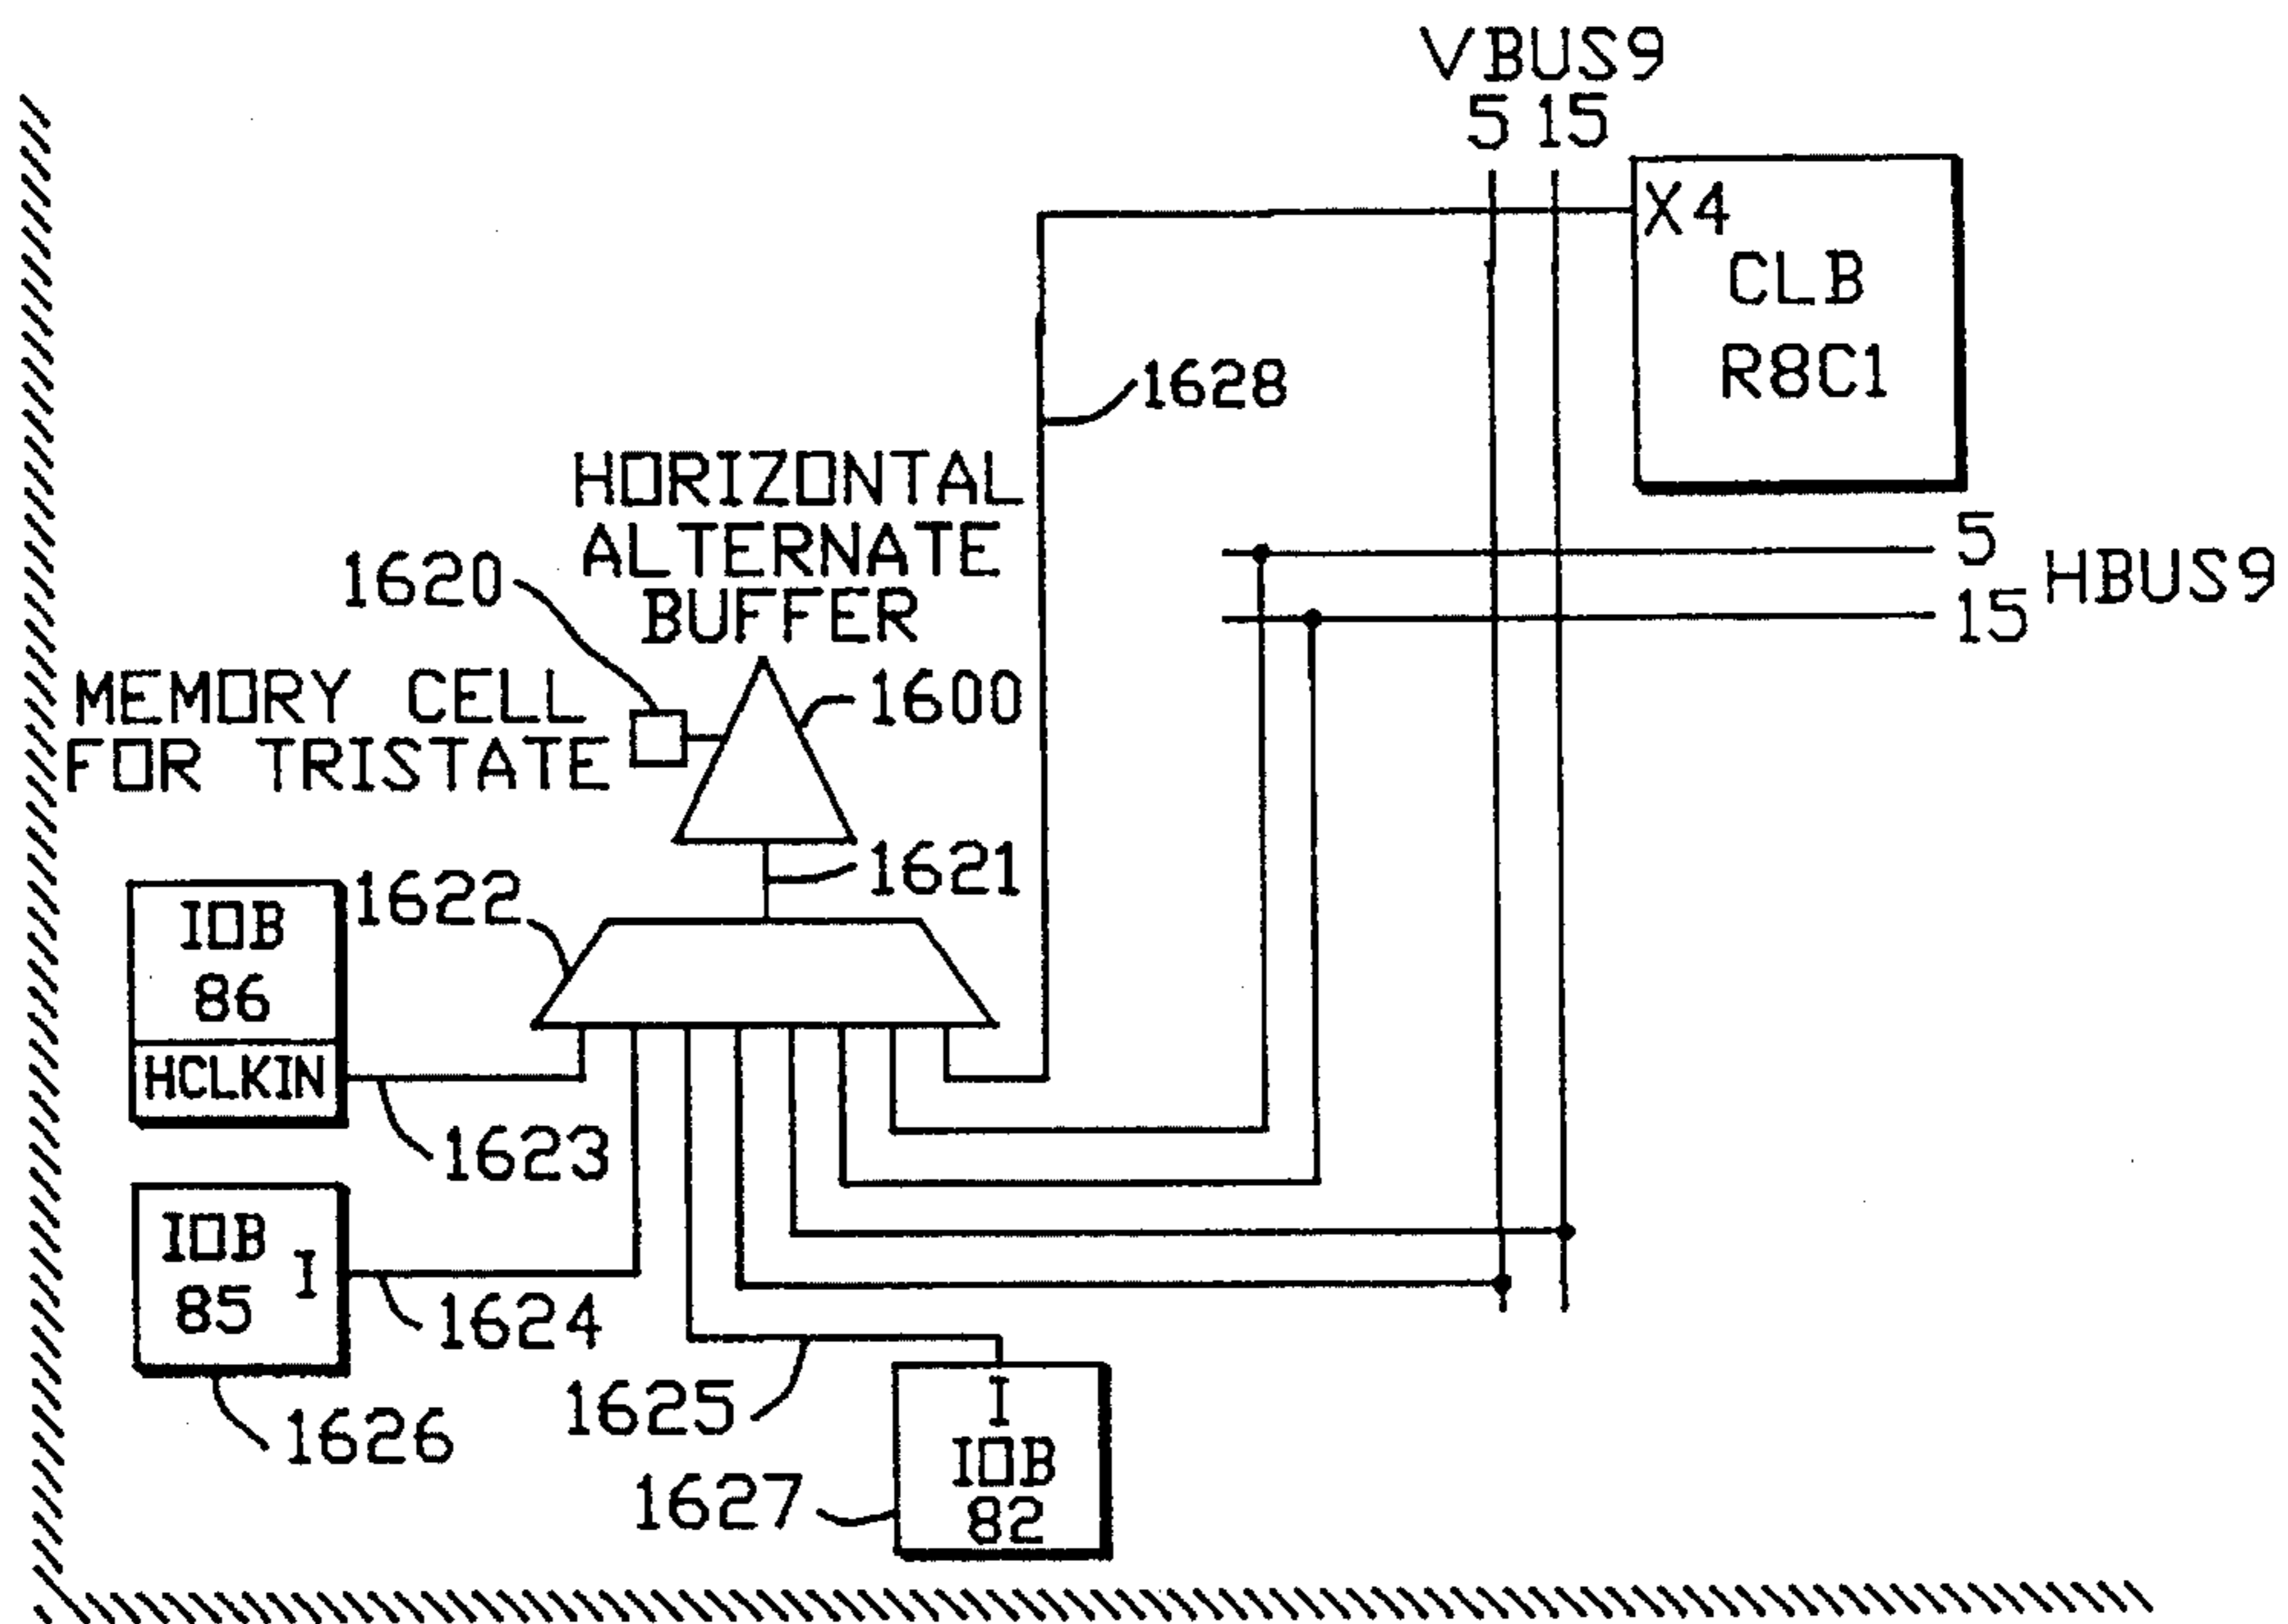 VBUS9
5 15
X4
CLB
R8C1
1628
HORIZONTAL
ALTERNATE
BUFFER
5
15
HBUS9
1620
MEMORY CELL
FOR TRISTATE
1600
1621
1622
IOB
86
HCLKIN
1623
IOB
85
I
1624
1626
1625
I
IOB
82
1627